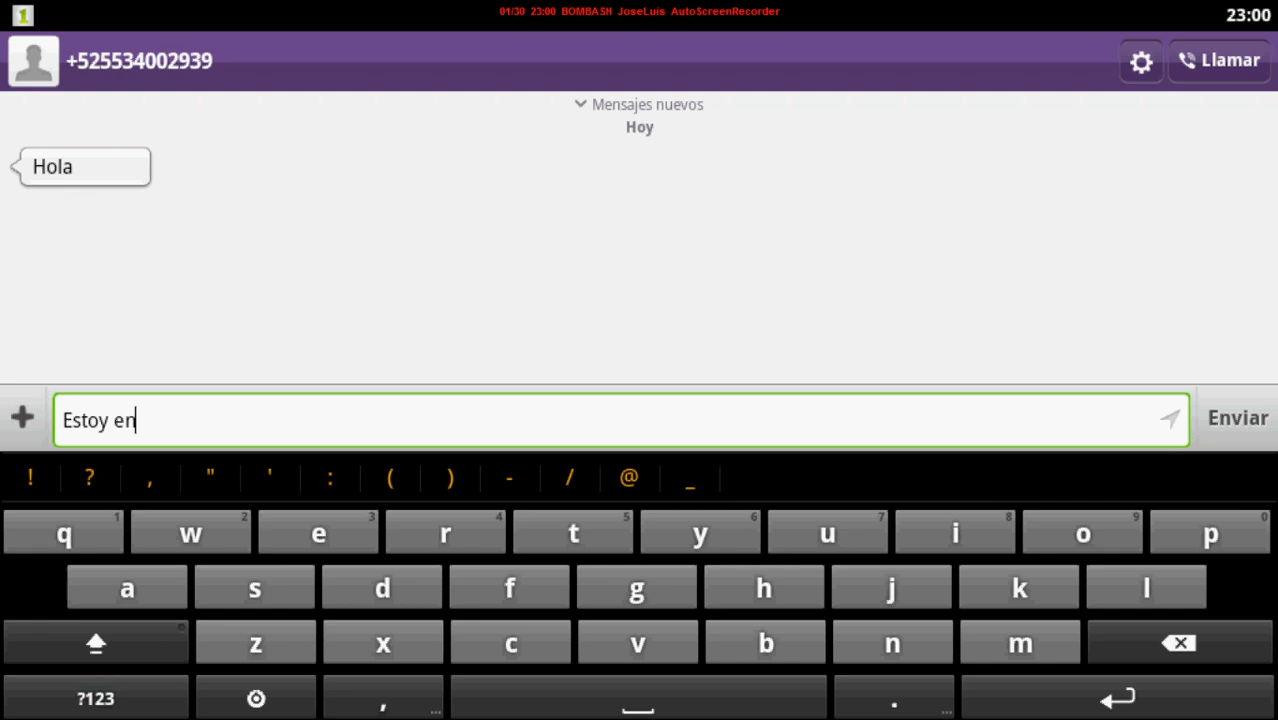 1
01/30 23:00 BOMBASH JoseLuis AutoScreenRecorder
23:00
+525534002939
Llamar
Mensajes nuevos
Hoy
Hola
Estoy en
Enviar
! ? , " ' : ( ) - / @ _
q 1 w 2 e 3 r 4 t 5 y 6 u 7 i 8 o 9 p 0
a s d f g h j k l
z x c v b n m
?123 , ... . ...